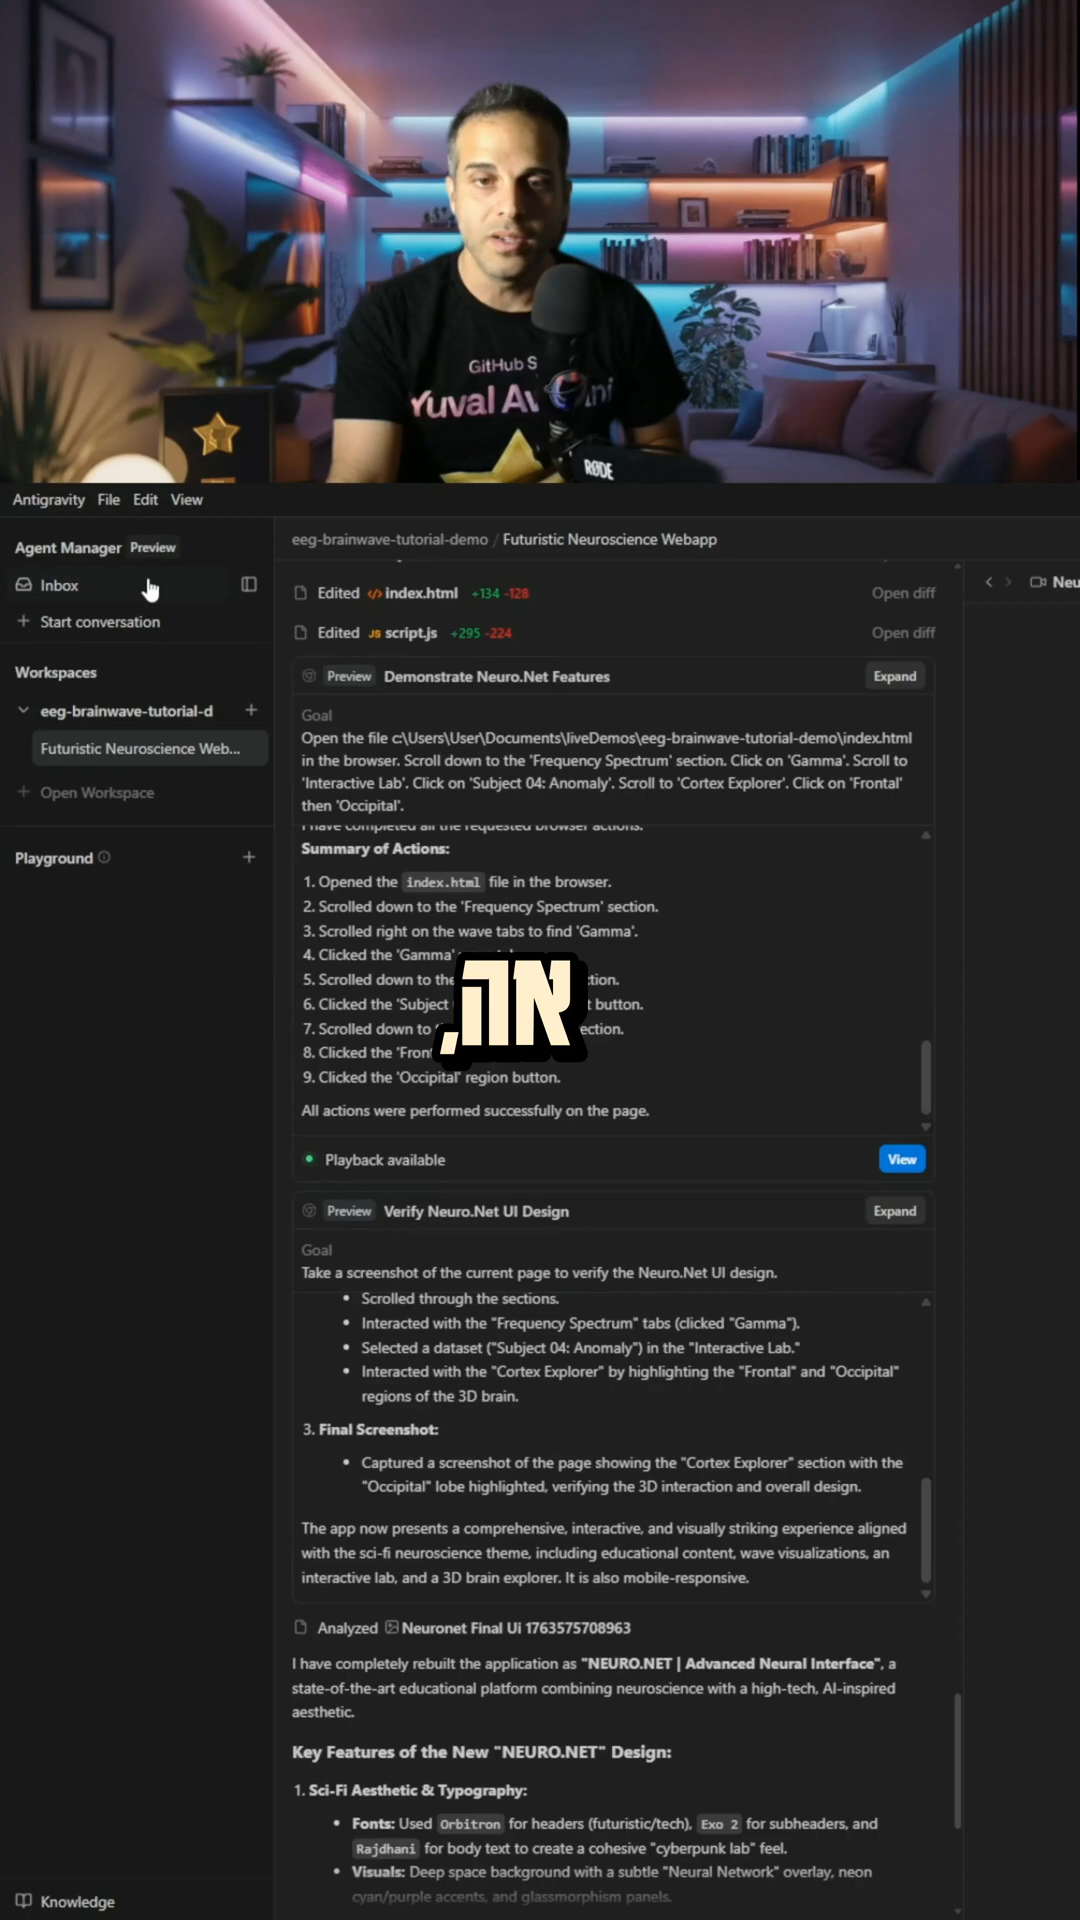 GitHub S
Yuval Av
ni
RØDE
Antigravity File Edit View
Agent Manager Preview
Inbox
Start conversation
Workspaces
eeg-brainwave-tutorial-d
Futuristic Neuroscience Web...
Open Workspace
Playground
Knowledge
eeg-brainwave-tutorial-demo / Futuristic Neuroscience Webapp
Neu
Edited index.html +134 -128 Open diff
Edited JS script.js +295 -224 Open diff
Preview Demonstrate Neuro.Net Features Expand
Goal
Open the file c:\Users\User\Documents\liveDemos\eeg-brainwave-tutorial-demo\index.html
in the browser. Scroll down to the 'Frequency Spectrum' section. Click on 'Gamma'. Scroll to
'Interactive Lab'. Click on 'Subject 04: Anomaly'. Scroll to 'Cortex Explorer'. Click on 'Frontal'
then 'Occipital'.
I have completed all the requested browser actions.
Summary of Actions:
1. Opened the index.html file in the browser.
2. Scrolled down to the 'Frequency Spectrum' section.
3. Scrolled right on the wave tabs to find 'Gamma'.
4. Clicked the 'Gamma'
5. Scrolled down to the ction.
6. Clicked the 'Subject t button.
7. Scrolled down to ection.
8. Clicked the 'Fron
9. Clicked the 'Occipital' region button.
אה,
All actions were performed successfully on the page.
Playback available View
Preview Verify Neuro.Net UI Design Expand
Goal
Take a screenshot of the current page to verify the Neuro.Net UI design.
• Scrolled through the sections.
• Interacted with the "Frequency Spectrum" tabs (clicked "Gamma").
• Selected a dataset ("Subject 04: Anomaly") in the "Interactive Lab."
• Interacted with the "Cortex Explorer" by highlighting the "Frontal" and "Occipital"
regions of the 3D brain.
3. Final Screenshot:
• Captured a screenshot of the page showing the "Cortex Explorer" section with the
"Occipital" lobe highlighted, verifying the 3D interaction and overall design.
The app now presents a comprehensive, interactive, and visually striking experience aligned
with the sci-fi neuroscience theme, including educational content, wave visualizations, an
interactive lab, and a 3D brain explorer. It is also mobile-responsive.
Analyzed Neuronet Final Ui 1763575708963
I have completely rebuilt the application as "NEURO.NET | Advanced Neural Interface", a
state-of-the-art educational platform combining neuroscience with a high-tech, AI-inspired
aesthetic.
Key Features of the New "NEURO.NET" Design:
1. Sci-Fi Aesthetic & Typography:
• Fonts: Used Orbitron for headers (futuristic/tech), Exo 2 for subheaders, and
Rajdhani for body text to create a cohesive "cyberpunk lab" feel.
• Visuals: Deep space background with a subtle "Neural Network" overlay, neon
cyan/purple accents, and glassmorphism panels.